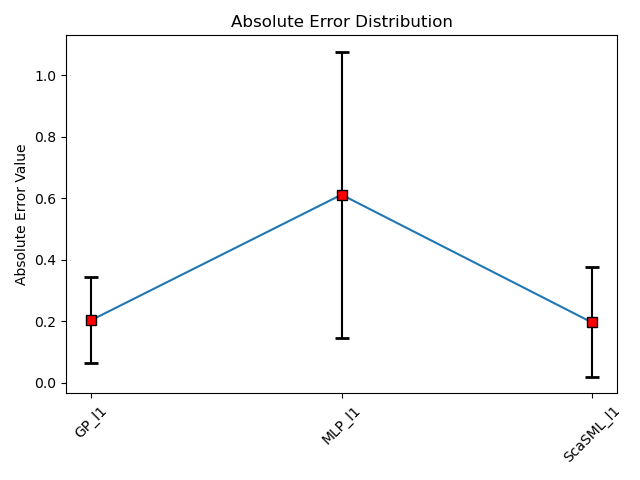 Absolute Error Distribution
Absolute Error Value
1.0
0.8
0.6
0.4
0.2
0.0
GP_l1
MLP_l1
ScaSML_l1